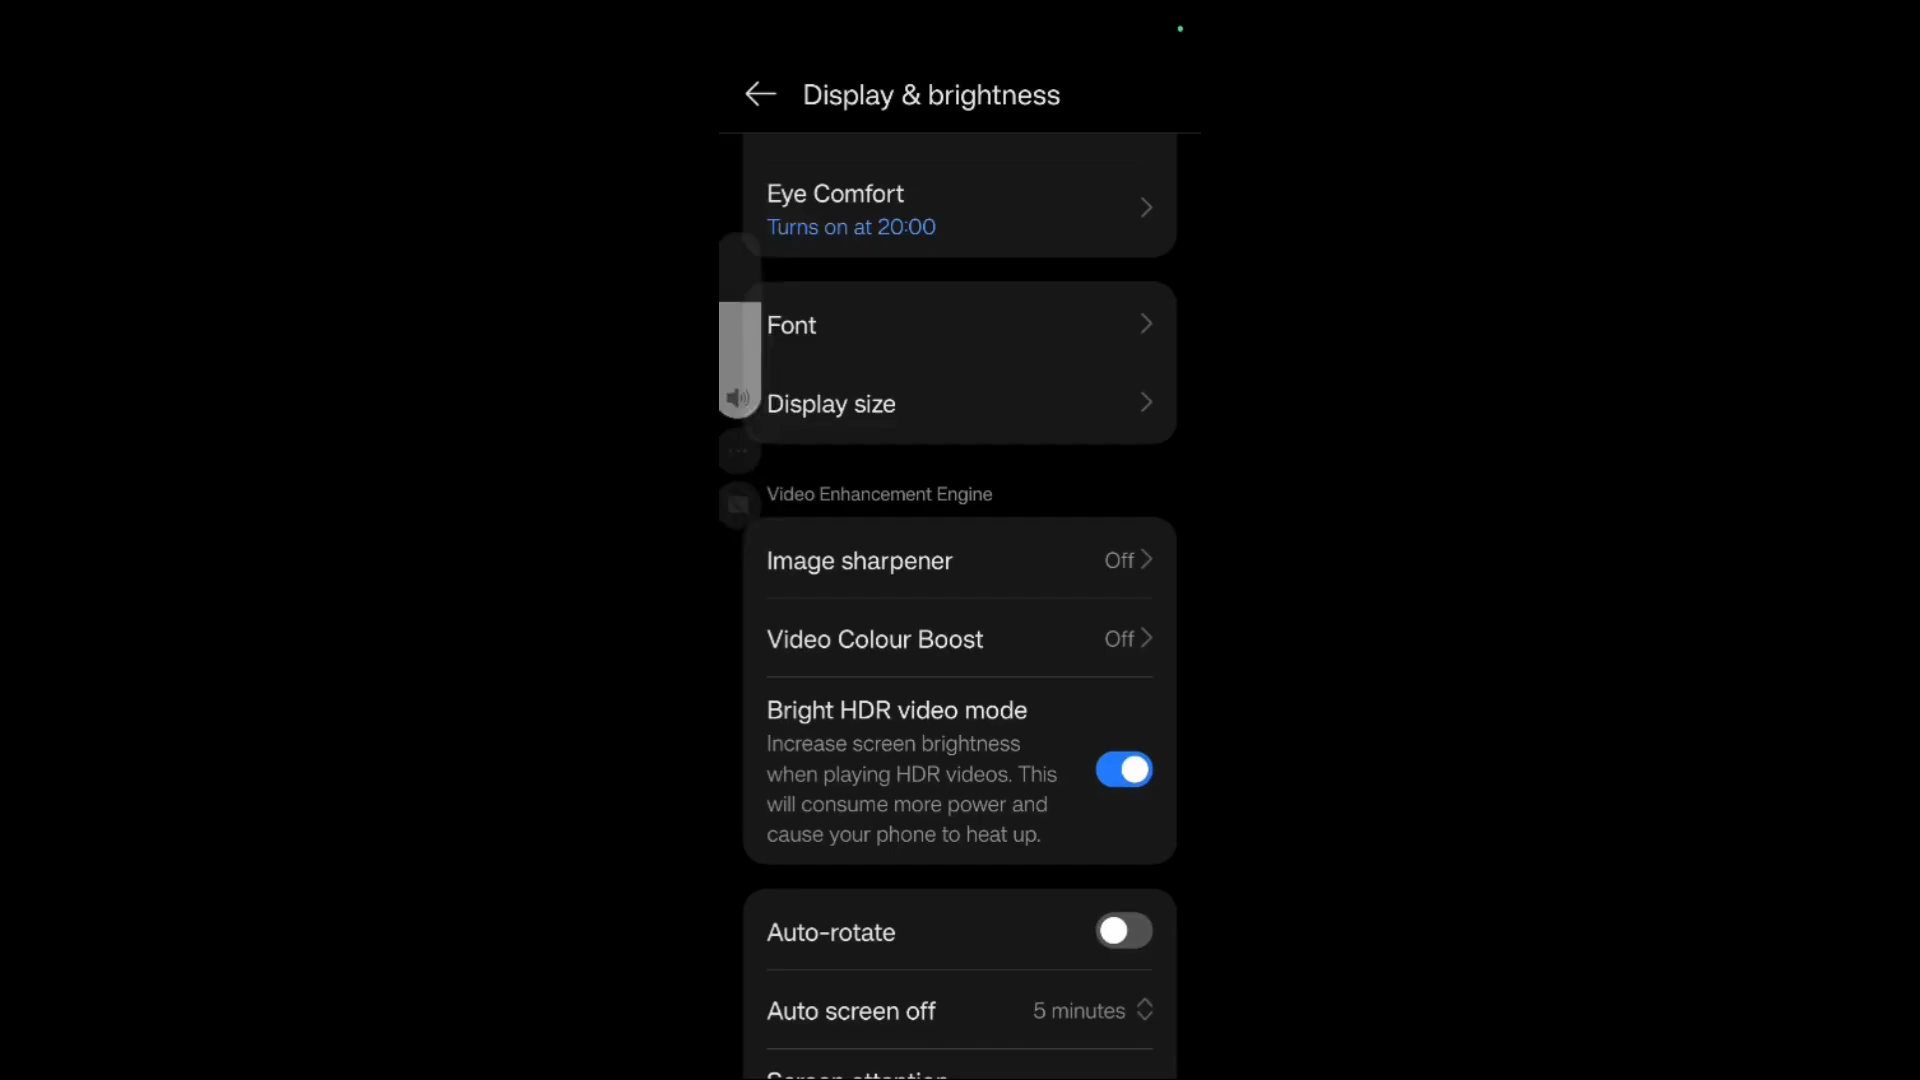 Display & brightness
Eye Comfort
Turns on at 20:00
Font
Display size
Video Enhancement Engine
Image sharpener
Off
Video Colour Boost
Off
Bright HDR video mode
Increase screen brightness
when playing HDR videos. This
will consume more power and
cause your phone to heat up.
Auto-rotate
Auto screen off
5 minutes
Screen attention